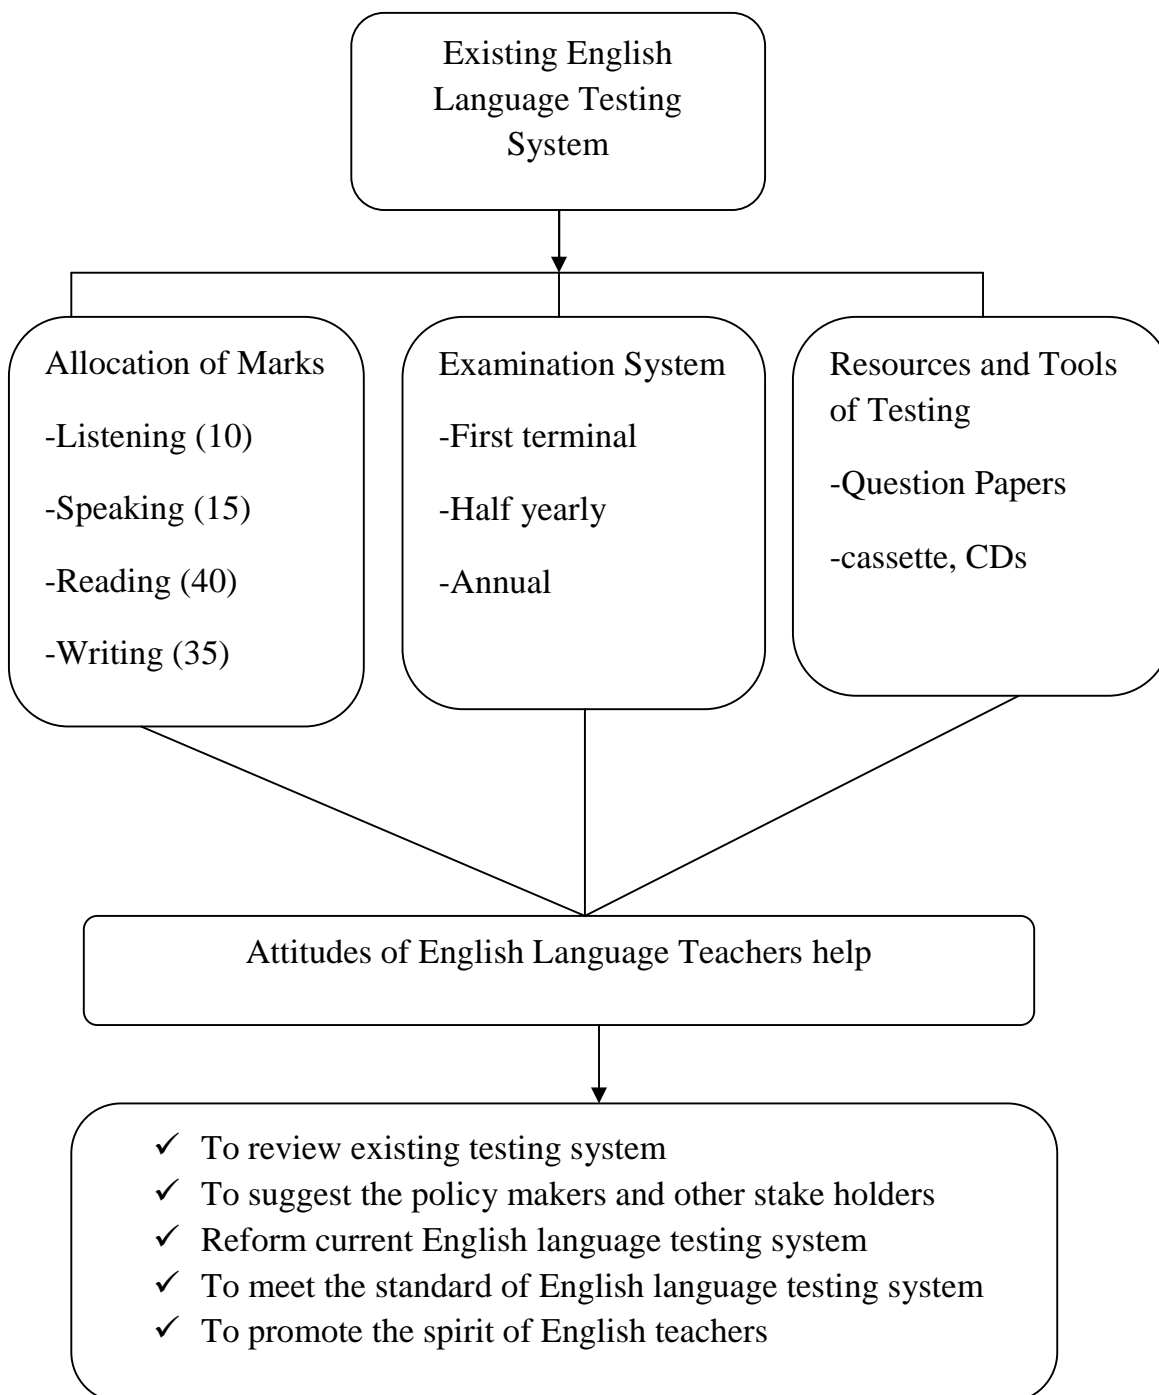 Existing English
Language Testing
System
Allocation of Marks
-Listening (10)
-Speaking (15)
-Reading (40)
-Writing (35)
Examination System
-First terminal
-Half yearly
-Annual
Resources and Tools
of Testing
-Question Papers
-cassette, CDs
Attitudes of English Language Teachers help
✓ To review existing testing system
✓ To suggest the policy makers and other stake holders
✓ Reform current English language testing system
✓ To meet the standard of English language testing system
✓ To promote the spirit of English teachers